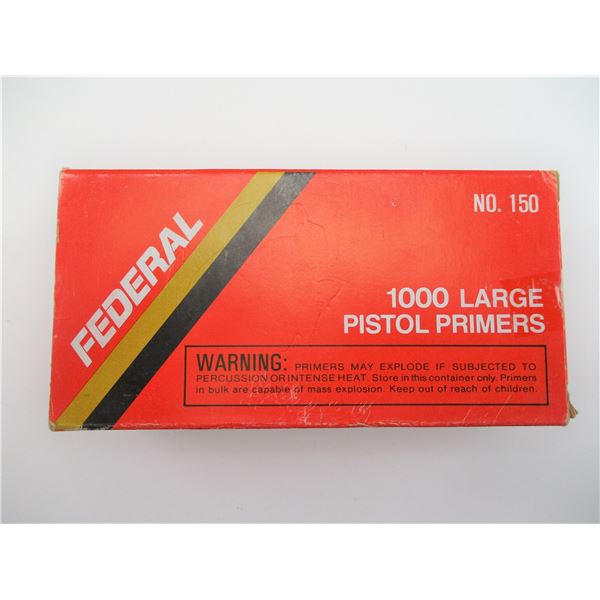 FEDERAL
NO. 150
1000 LARGE
PISTOL PRIMERS
WARNING: PRIMERS MAY EXPLODE IF SUBJECTED TO
PERCUSSION OR INTENSE HEAT. Store in this container only. Primers
in bulk are capable of mass explosion. Keep out of reach of children.